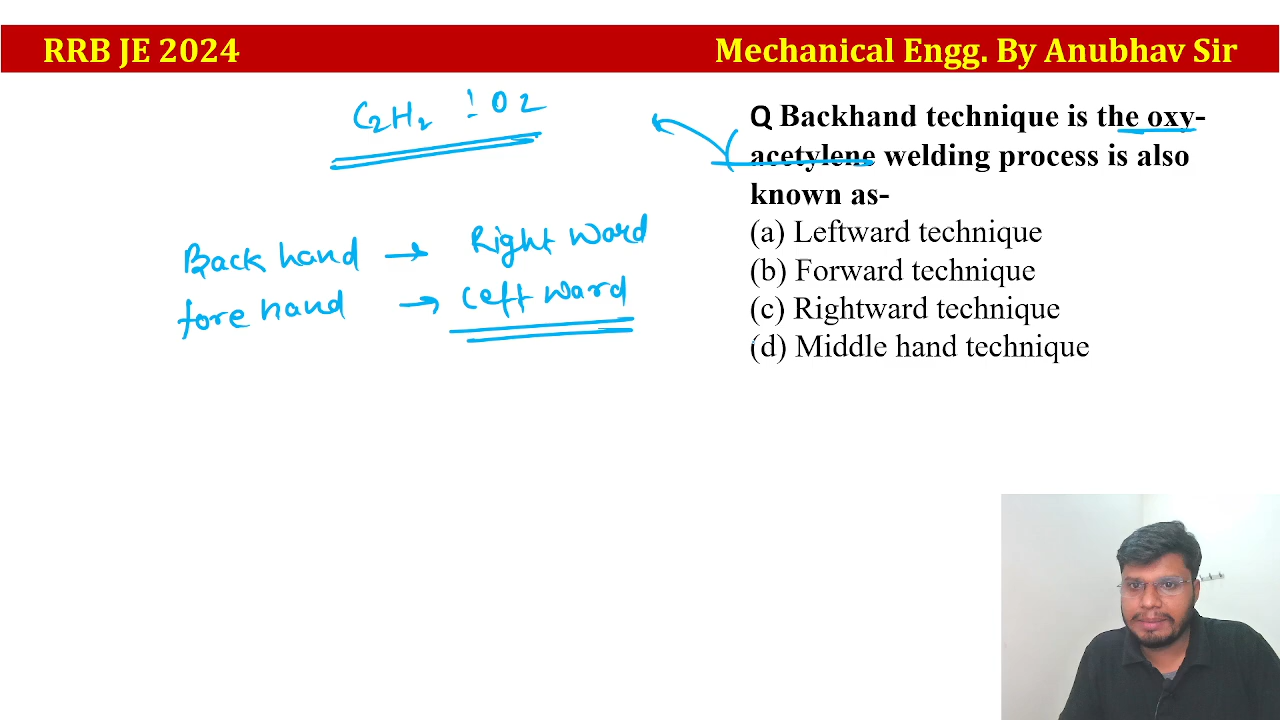 RRB JE 2024
Mechanical Engg. By Anubhav Sir
C2H2 : O2
Back hand → Right ward
fore hand → Left ward
Q Backhand technique is the oxy-
acetylene welding process is also
known as-
(a) Leftward technique
(b) Forward technique
(c) Rightward technique
(d) Middle hand technique